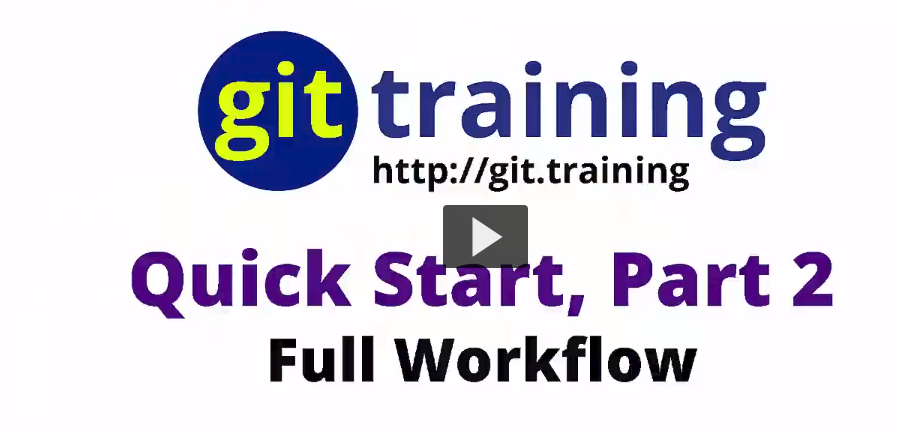 git training
http://git.training
Quick Start, Part 2
Full Workflow